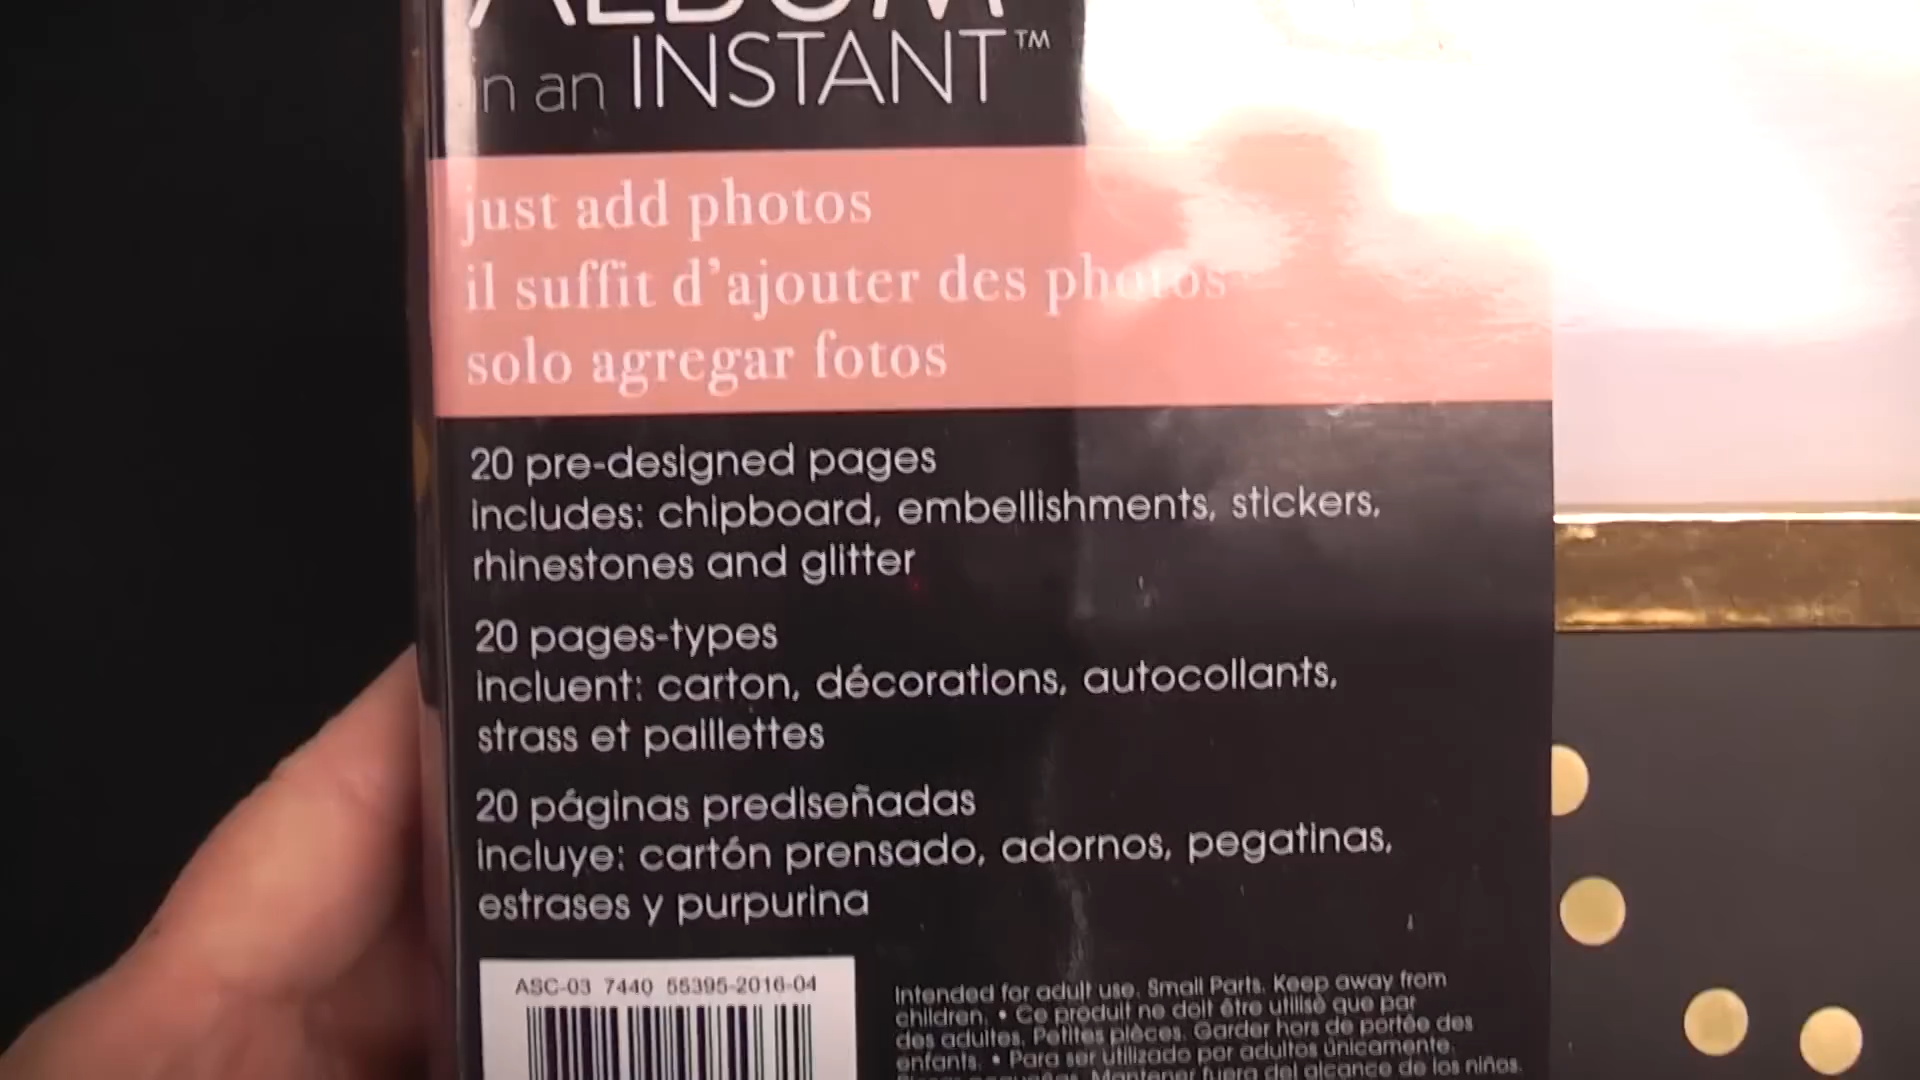 ALBUM
in an INSTANT™
just add photos
il suffit d'ajouter des photos
solo agregar fotos
20 pre-designed pages
includes: chipboard, embellishments, stickers,
rhinestones and glitter
20 pages-types
incluent: carton, décorations, autocollants,
strass et paillettes
20 páginas prediseñadas
incluye: cartón prensado, adornos, pegatinas,
estrases y purpurina
ASC-03 7440 55395-2016-04
Intended for adult use. Small Parts. Keep away from
children. • Ce produit ne doit être utilisé que par
des adultes. Petites pièces. Garder hors de portée des
enfants. • Para ser utilizado por adultos únicamente.
Mantener fuera del alcance de los niños.